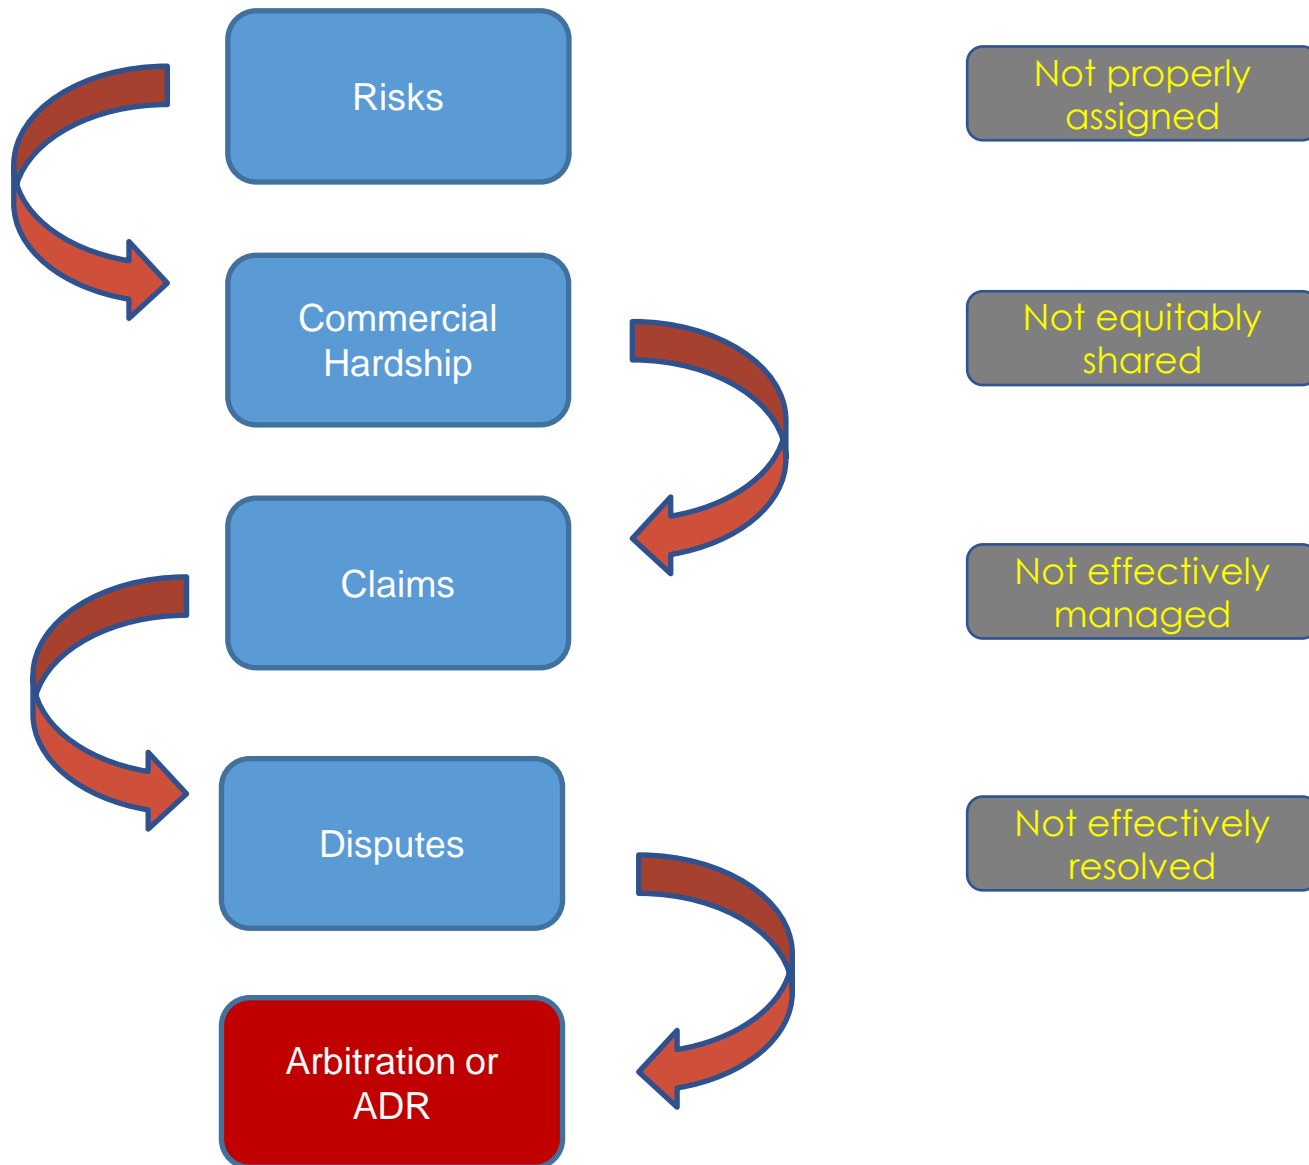 Risks
Not properly
assigned
Commercial
Hardship
Not equitably
shared
Claims
Not effectively
managed
Disputes
Not effectively
resolved
Arbitration or
ADR